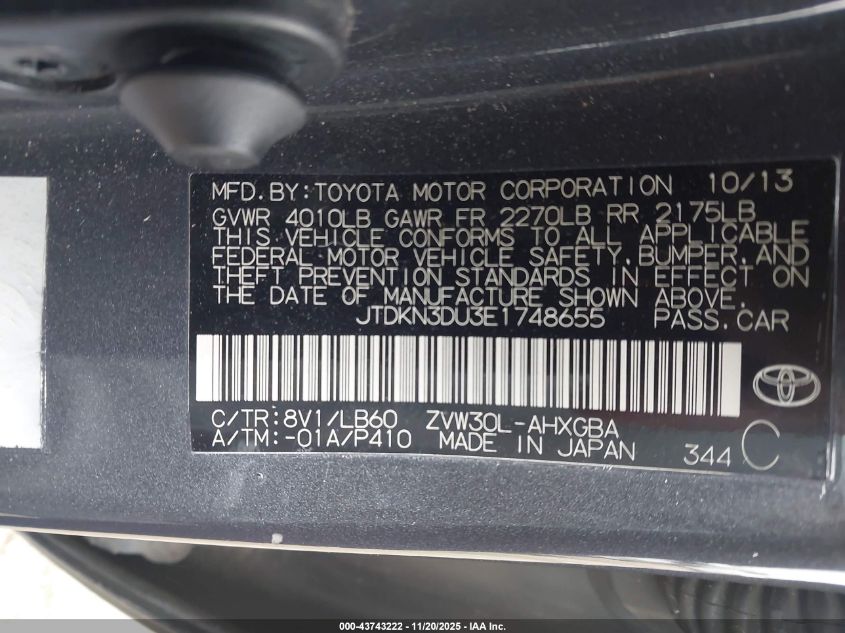 MFD. BY: TOYOTA MOTOR CORPORATION 10/13
GVWR 4010LB GAWR FR 2270LB RR 2175LB
THIS VEHICLE CONFORMS TO ALL APPLICABLE
FEDERAL MOTOR VEHICLE SAFETY, BUMPER, AND
THEFT PREVENTION STANDARDS IN EFFECT ON
THE DATE OF MANUFACTURE SHOWN ABOVE.
JTDKN3DU3E1748655 PASS. CAR
C/TR: 8V1/LB60 ZVW30L-AHXGBA
A/TM: -01A/P410 MADE IN JAPAN 344 C
000-43743222 - 11/20/2025 - IAA Inc.